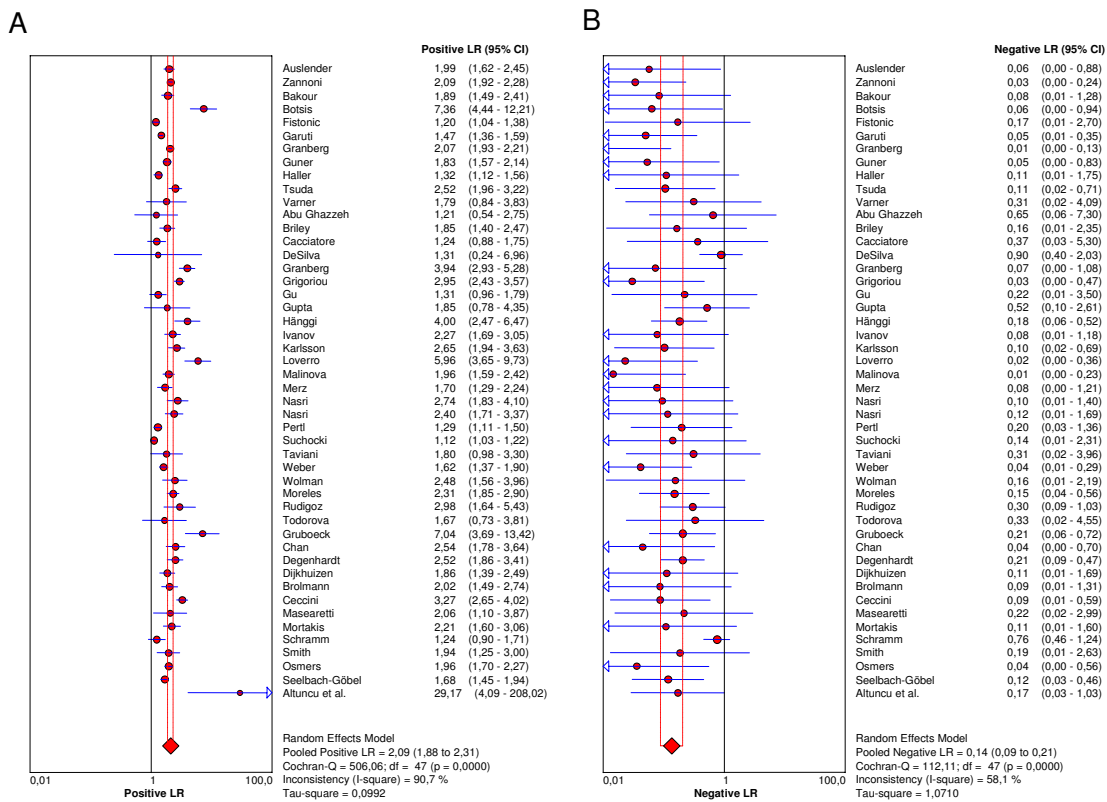 A
Positive LR (95% CI)
Auslender 1,99 (1,62 - 2,45)
Zannoni 2,09 (1,92 - 2,28)
Bakour 1,89 (1,49 - 2,41)
Botsis 7,36 (4,44 - 12,21)
Fistonic 1,20 (1,04 - 1,38)
Garuti 1,47 (1,36 - 1,59)
Granberg 2,07 (1,93 - 2,21)
Guner 1,83 (1,57 - 2,14)
Haller 1,32 (1,12 - 1,56)
Tsuda 2,52 (1,96 - 3,22)
Varner 1,79 (0,84 - 3,83)
Abu Ghazzeh 1,21 (0,54 - 2,75)
Briley 1,85 (1,40 - 2,47)
Cacciatore 1,24 (0,88 - 1,75)
DeSilva 1,31 (0,24 - 6,96)
Granberg 3,94 (2,93 - 5,28)
Grigoriou 2,95 (2,43 - 3,57)
Gu 1,31 (0,96 - 1,79)
Gupta 1,85 (0,78 - 4,35)
Hänggi 4,00 (2,47 - 6,47)
Ivanov 2,27 (1,69 - 3,05)
Karlsson 2,65 (1,94 - 3,63)
Loverro 5,96 (3,65 - 9,73)
Malinova 1,96 (1,59 - 2,42)
Merz 1,70 (1,29 - 2,24)
Nasri 2,74 (1,83 - 4,10)
Nasri 2,40 (1,71 - 3,37)
Pertl 1,29 (1,11 - 1,50)
Suchocki 1,12 (1,03 - 1,22)
Taviani 1,80 (0,98 - 3,30)
Weber 1,62 (1,37 - 1,90)
Wolman 2,48 (1,56 - 3,96)
Moreles 2,31 (1,85 - 2,90)
Rudigoz 2,98 (1,64 - 5,43)
Todorova 1,67 (0,73 - 3,81)
Gruboeck 7,04 (3,69 - 13,42)
Chan 2,54 (1,78 - 3,64)
Degenhardt 2,52 (1,86 - 3,41)
Dijkhuizen 1,86 (1,39 - 2,49)
Brolmann 2,02 (1,49 - 2,74)
Ceccini 3,27 (2,65 - 4,02)
Masearetti 2,06 (1,10 - 3,87)
Mortakis 2,21 (1,60 - 3,06)
Schramm 1,24 (0,90 - 1,71)
Smith 1,94 (1,25 - 3,00)
Osmers 1,96 (1,70 - 2,27)
Seelbach-Göbel 1,68 (1,45 - 1,94)
Altuncu et al. 29,17 (4,09 - 208,02)
Random Effects Model
Pooled Positive LR = 2,09 (1,88 to 2,31)
Cochran-Q = 506,06; df = 47 (p = 0,0000)
Inconsistency (I-square) = 90,7 %
Tau-square = 0,0992
0,01 1 100,0
Positive LR
B
Negative LR (95% CI)
Auslender 0,06 (0,00 - 0,88)
Zannoni 0,03 (0,00 - 0,24)
Bakour 0,08 (0,01 - 1,28)
Botsis 0,06 (0,00 - 0,94)
Fistonic 0,17 (0,01 - 2,70)
Garuti 0,05 (0,01 - 0,35)
Granberg 0,01 (0,00 - 0,13)
Guner 0,05 (0,00 - 0,83)
Haller 0,11 (0,01 - 1,75)
Tsuda 0,11 (0,02 - 0,71)
Varner 0,31 (0,02 - 4,09)
Abu Ghazzeh 0,65 (0,06 - 7,30)
Briley 0,16 (0,01 - 2,35)
Cacciatore 0,37 (0,03 - 5,30)
DeSilva 0,90 (0,40 - 2,03)
Granberg 0,07 (0,00 - 1,08)
Grigoriou 0,03 (0,00 - 0,47)
Gu 0,22 (0,01 - 3,50)
Gupta 0,52 (0,10 - 2,61)
Hänggi 0,18 (0,06 - 0,52)
Ivanov 0,08 (0,01 - 1,18)
Karlsson 0,10 (0,02 - 0,69)
Loverro 0,02 (0,00 - 0,36)
Malinova 0,01 (0,00 - 0,23)
Merz 0,08 (0,00 - 1,21)
Nasri 0,10 (0,01 - 1,40)
Nasri 0,12 (0,01 - 1,69)
Pertl 0,20 (0,03 - 1,36)
Suchocki 0,14 (0,01 - 2,31)
Taviani 0,31 (0,02 - 3,96)
Weber 0,04 (0,01 - 0,29)
Wolman 0,16 (0,01 - 2,19)
Moreles 0,15 (0,04 - 0,56)
Rudigoz 0,30 (0,09 - 1,03)
Todorova 0,33 (0,02 - 4,55)
Gruboeck 0,21 (0,06 - 0,72)
Chan 0,04 (0,00 - 0,70)
Degenhardt 0,21 (0,09 - 0,47)
Dijkhuizen 0,11 (0,01 - 1,69)
Brolmann 0,09 (0,01 - 1,31)
Ceccini 0,09 (0,01 - 0,59)
Masearetti 0,22 (0,02 - 2,99)
Mortakis 0,11 (0,01 - 1,60)
Schramm 0,76 (0,46 - 1,24)
Smith 0,19 (0,01 - 2,63)
Osmers 0,04 (0,00 - 0,56)
Seelbach-Göbel 0,12 (0,03 - 0,46)
Altuncu et al. 0,17 (0,03 - 1,03)
Random Effects Model
Pooled Negative LR = 0,14 (0,09 to 0,21)
Cochran-Q = 112,11; df = 47 (p = 0,0000)
Inconsistency (I-square) = 58,1 %
Tau-square = 1,0710
0,01 1 100,0
Negative LR